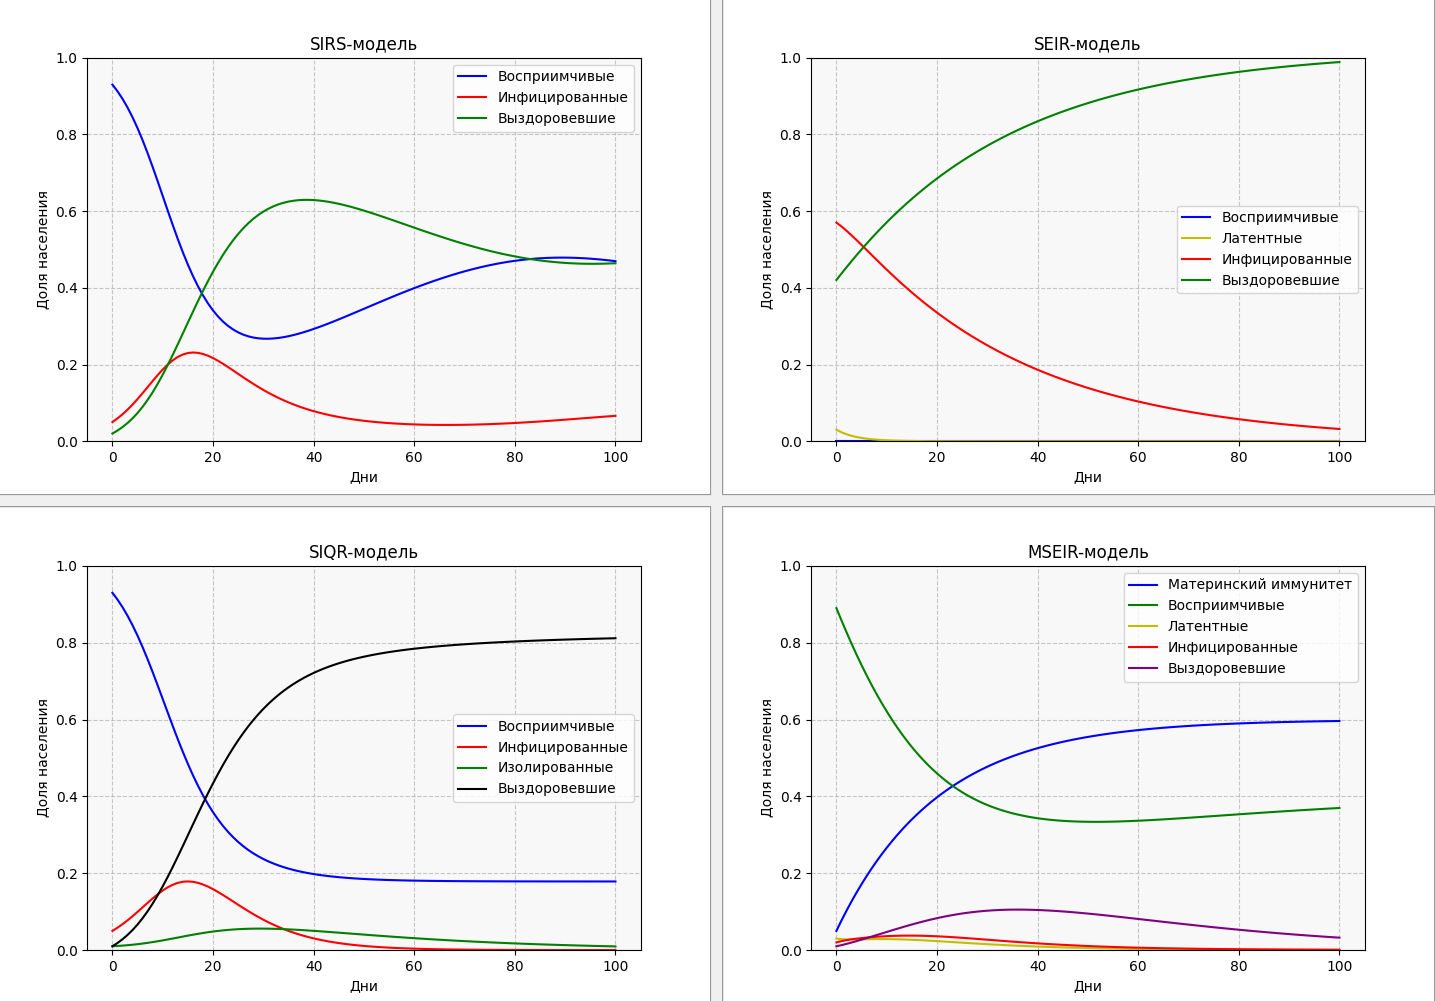 SIRS-модель
1.0
0.8
0.6
0.4
0.2
0.0
Доля населения
0 20 40 60 80 100
Дни
Восприимчивые
Инфицированные
Выздоровевшие
SEIR-модель
1.0
0.8
0.6
0.4
0.2
0.0
Доля населения
0 20 40 60 80 100
Дни
Восприимчивые
Латентные
Инфицированные
Выздоровевшие
SIQR-модель
1.0
0.8
0.6
0.4
0.2
0.0
Доля населения
0 20 40 60 80 100
Дни
Восприимчивые
Инфицированные
Изолированные
Выздоровевшие
MSEIR-модель
1.0
0.8
0.6
0.4
0.2
0.0
Доля населения
0 20 40 60 80 100
Дни
Материнский иммунитет
Восприимчивые
Латентные
Инфицированные
Выздоровевшие